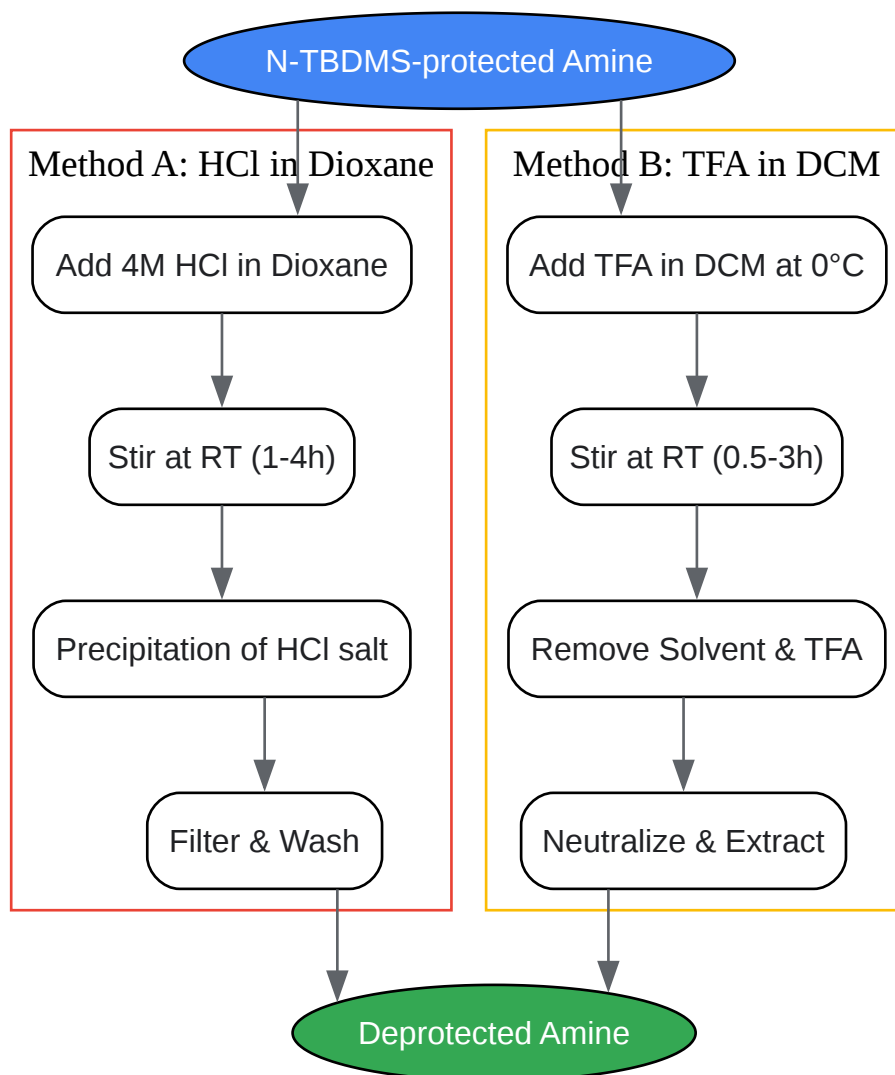 N-TBDMS-protected Amine
Method A: HCl in Dioxane
Add 4M HCl in Dioxane
Stir at RT (1-4h)
Precipitation of HCl salt
Filter & Wash
Method B: TFA in DCM
Add TFA in DCM at 0°C
Stir at RT (0.5-3h)
Remove Solvent & TFA
Neutralize & Extract
Deprotected Amine